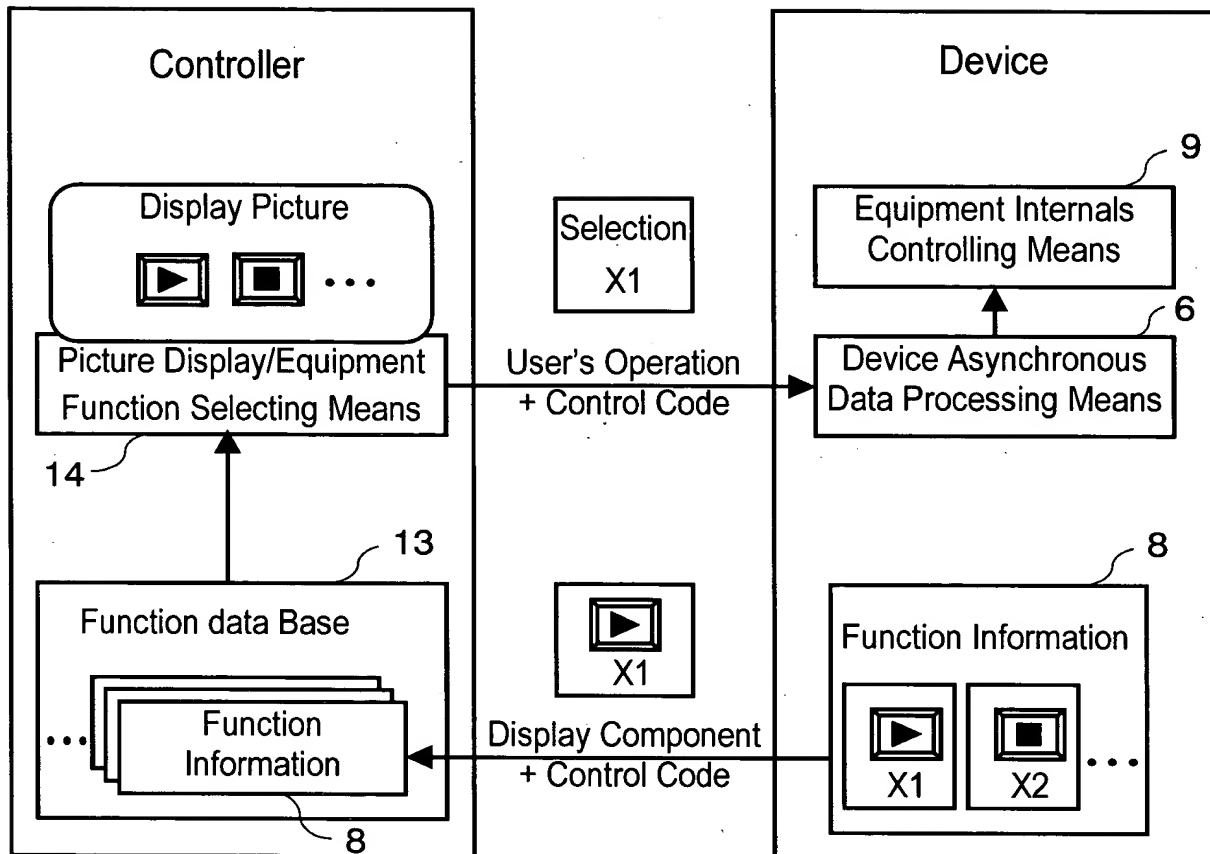 Controller
Display Picture
...
Picture Display/Equipment
Function Selecting Means
14
13
Function data Base
...
Function
Information
8
Selection
X1
User's Operation
+ Control Code
X1
Display Component
+ Control Code
Device
9
Equipment Internals
Controlling Means
6
Device Asynchronous
Data Processing Means
8
Function Information
X1
X2
...